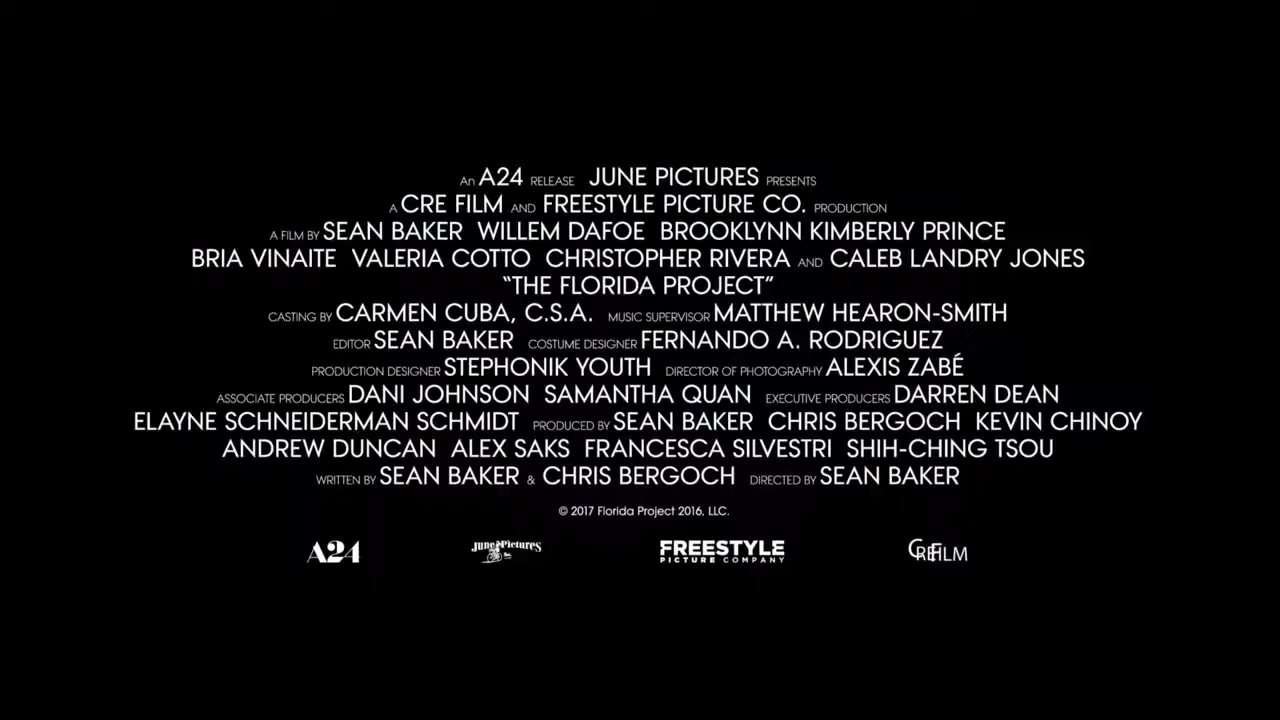 An A24 RELEASE JUNE PICTURES PRESENTS
A CRE FILM AND FREESTYLE PICTURE CO. PRODUCTION
A FILM BY SEAN BAKER WILLEM DAFOE BROOKLYNN KIMBERLY PRINCE
BRIA VINAITE VALERIA COTTO CHRISTOPHER RIVERA AND CALEB LANDRY JONES
“THE FLORIDA PROJECT”
CASTING BY CARMEN CUBA, C.S.A. MUSIC SUPERVISOR MATTHEW HEARON-SMITH
EDITOR SEAN BAKER COSTUME DESIGNER FERNANDO A. RODRIGUEZ
PRODUCTION DESIGNER STEPHONIK YOUTH DIRECTOR OF PHOTOGRAPHY ALEXIS ZABÉ
ASSOCIATE PRODUCERS DANI JOHNSON SAMANTHA QUAN EXECUTIVE PRODUCERS DARREN DEAN
ELAYNE SCHNEIDERMAN SCHMIDT PRODUCED BY SEAN BAKER CHRIS BERGOCH KEVIN CHINOY
ANDREW DUNCAN ALEX SAKS FRANCESCA SILVESTRI SHIH-CHING TSOU
WRITTEN BY SEAN BAKER & CHRIS BERGOCH DIRECTED BY SEAN BAKER
© 2017 Florida Project 2016, LLC.
A24 June Pictures FREESTYLE CRE FILM
PICTURE COMPANY